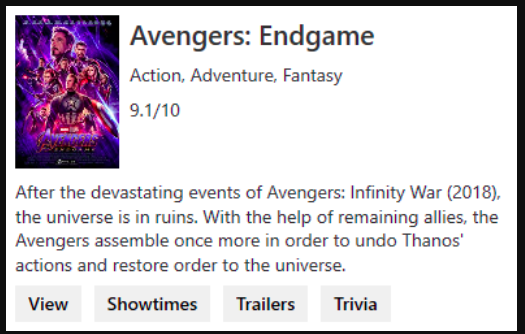 Avengers: Endgame
Action, Adventure, Fantasy
9.1/10
AVENGERS
ENDGAME
After the devastating events of Avengers: Infinity War (2018),
the universe is in ruins. With the help of remaining allies, the
Avengers assemble once more in order to undo Thanos'
actions and restore order to the universe.
View
Showtimes
Trailers
Trivia